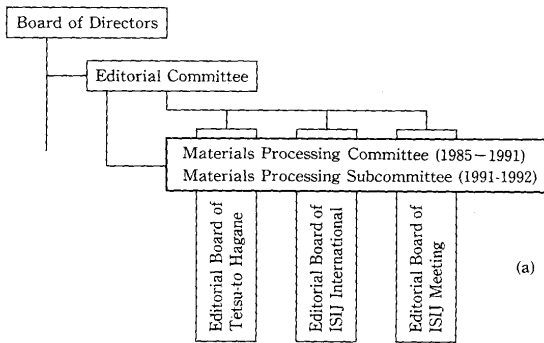 Board of Directors
Editorial Committee
Materials Processing Committee (1985－1991)
Materials Processing Subcommittee (1991-1992)
Editorial Board of
Tetsu-to Hagane
Editorial Board of
ISIJ International
Editorial Board of
ISIJ Meeting
(a)